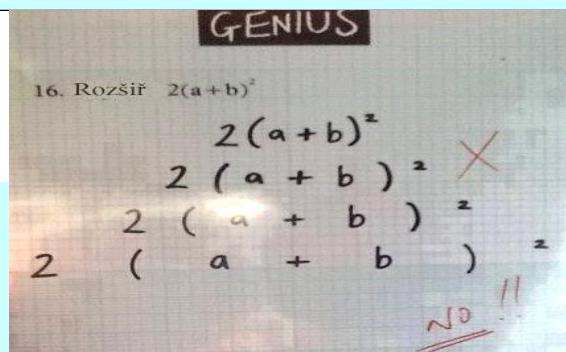 GENIUS
16. Rozšiř 2(a+b)²
2(a+b)²
2 ( a + b ) ²
2 ( a + b ) ²
2 ( a + b ) ²
NO !!